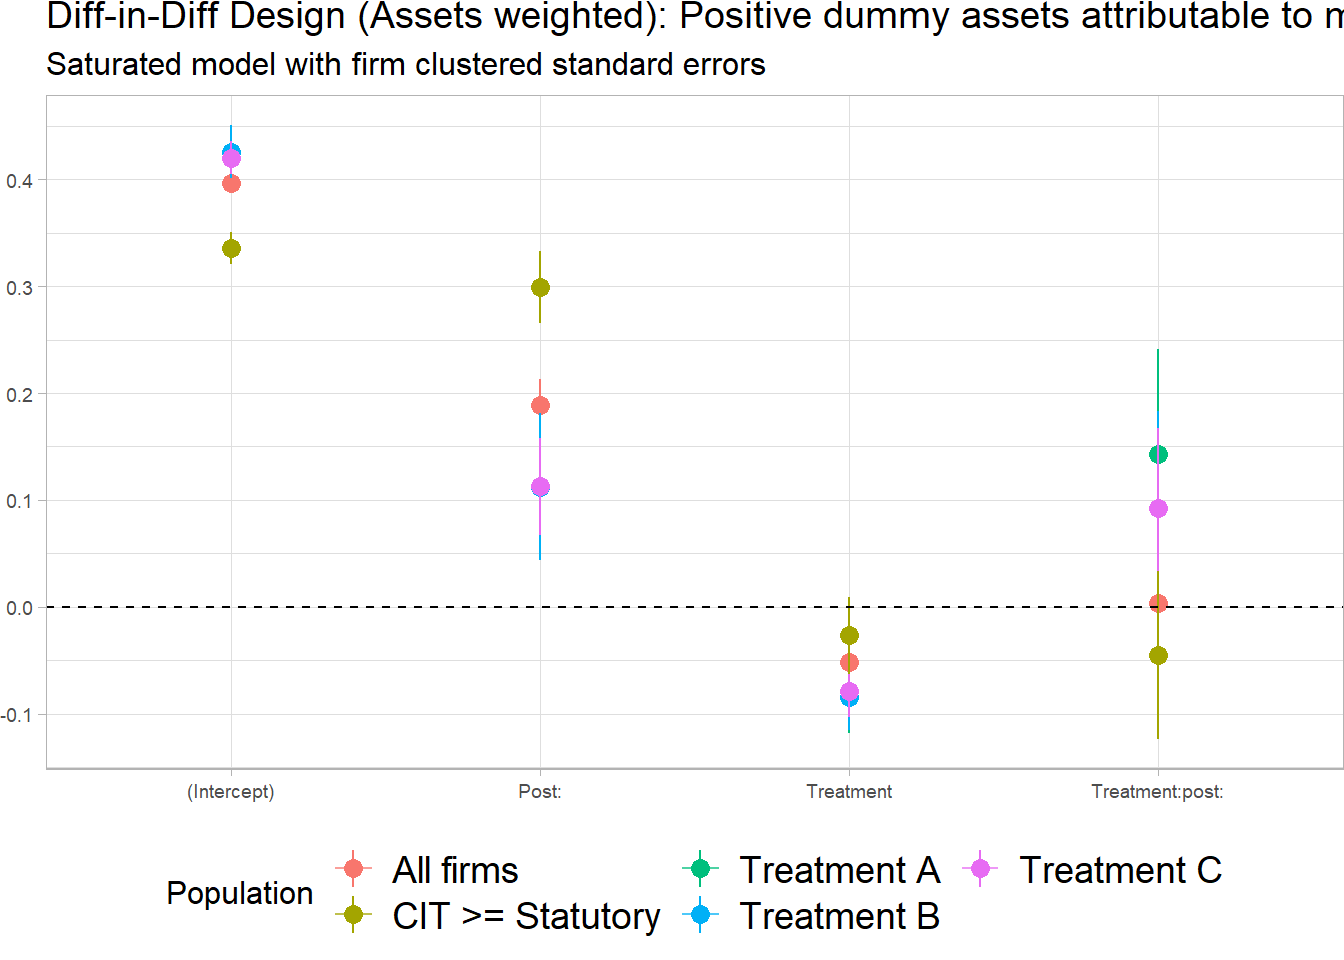 Diff-in-Diff Design (Assets weighted): Positive dummy assets attributable to
Saturated model with firm clustered standard errors
0.4
0.3
0.2
0.1
0.0
-0.1
(Intercept) Post: Treatment Treatment:post:
Population
All firms Treatment A Treatment C
CIT >= Statutory Treatment B